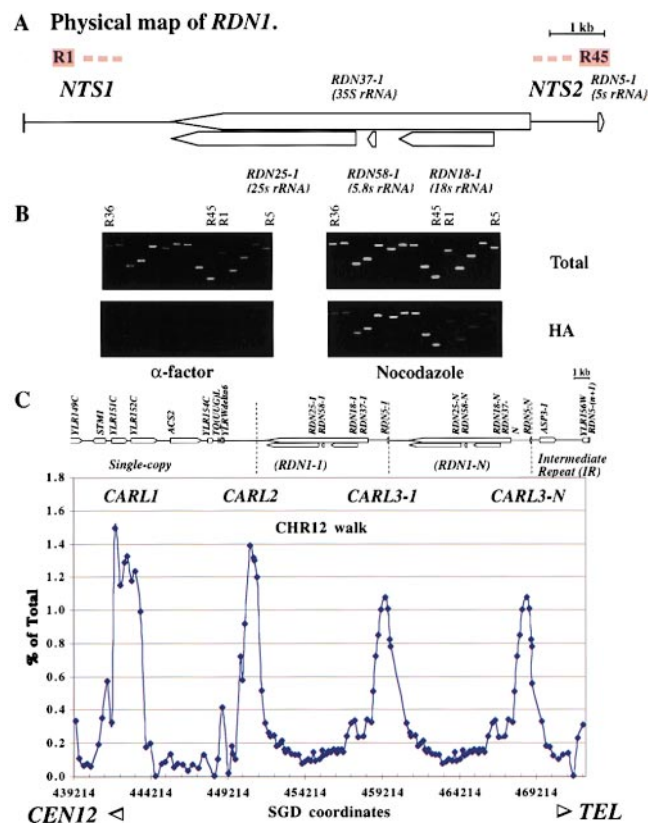 A Physical map of RDN1.
1 kb
R1
R45
NTS1
RDN37-1
(35S rRNA)
NTS2
RDN5-1
(5s rRNA)
RDN25-1
(25s rRNA)
RDN58-1
(5.8s rRNA)
RDN18-1
(18s rRNA)
B
R36
R45
R1
R5
R36
R45
R1
R5
Total
HA
α-factor
Nocodazole
C
1 kb
YLR149C
STM1
YLR151C
YLR152C
ACS2
YLR154C
RDN25-1
RDN58-1
RDN18-1
RDN37-1
RDN5-1
RDN25-N
RDN58-N
RDN18-N
RDN37-N
RDN5-N
ASP3-1
YLR156W
RDN5-(n+1)
Single-copy
(RDN1-1)
(RDN1-N)
Intermediate
Repeat (IR)
CARL1
CARL2
CARL3-1
CARL3-N
CHR12 walk
% of Total
1.8
1.6
1.4
1.2
1.0
0.8
0.6
0.4
0.2
0.0
439214
444214
449214
454214
459214
464214
469214
CEN12
SGD coordinates
TEL